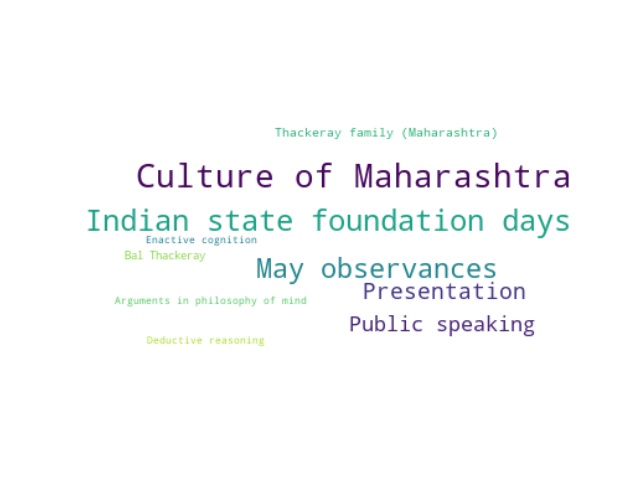 Thackeray family (Maharashtra)
Culture of Maharashtra
Indian state foundation days
Enactive cognition
Bal Thackeray
May observances
Presentation
Arguments in philosophy of mind
Public speaking
Deductive reasoning